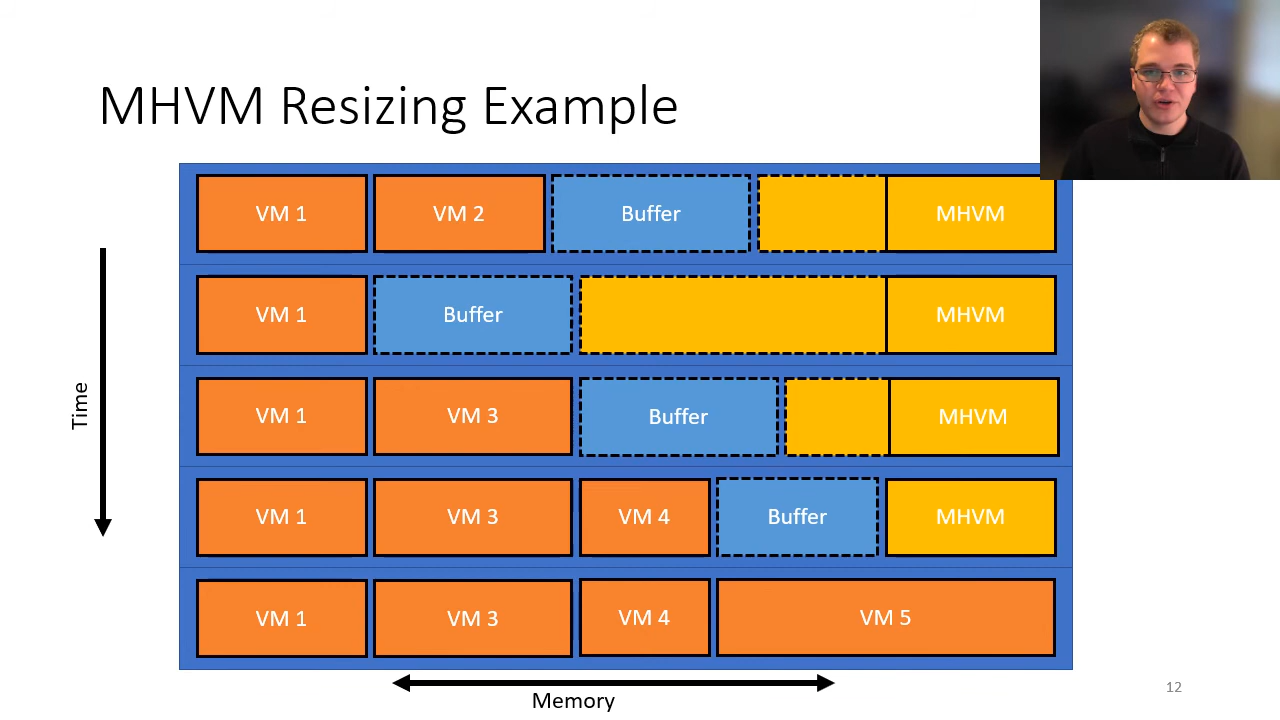 MHVM Resizing Example
VM 1 VM 2 Buffer MHVM
VM 1 Buffer MHVM
Time
VM 1 VM 3 Buffer MHVM
VM 1 VM 3 VM 4 Buffer MHVM
VM 1 VM 3 VM 4 VM 5
Memory
12